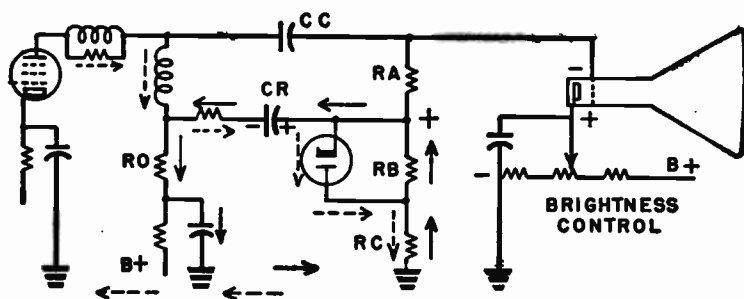 CC
RA
CR
RO
RB
RC
B+
B+
BRIGHTNESS
CONTROL
- +
+
-
+
-